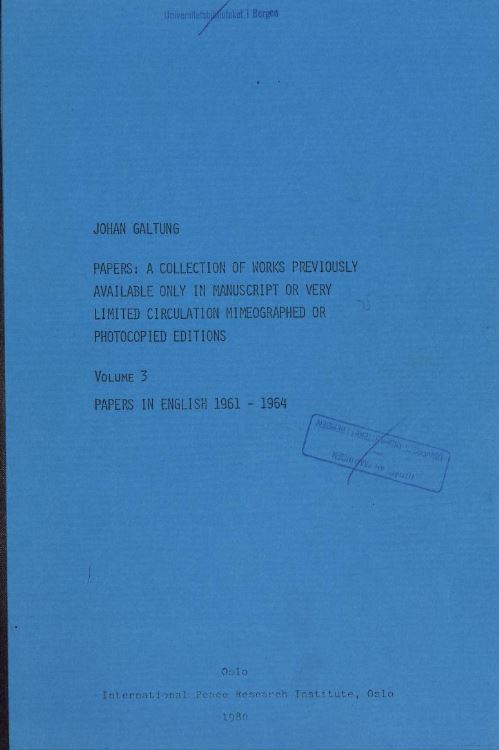 Universitetsbiblioteket i Bergen
JOHAN GALTUNG
PAPERS: A COLLECTION OF WORKS PREVIOUSLY
AVAILABLE ONLY IN MANUSCRIPT OR VERY
LIMITED CIRCULATION MIMEOGRAPHED OR
PHOTOCOPIED EDITIONS
VOLUME 3
PAPERS IN ENGLISH 1961 - 1964
Oslo
International Peace Research Institute, Oslo
1980